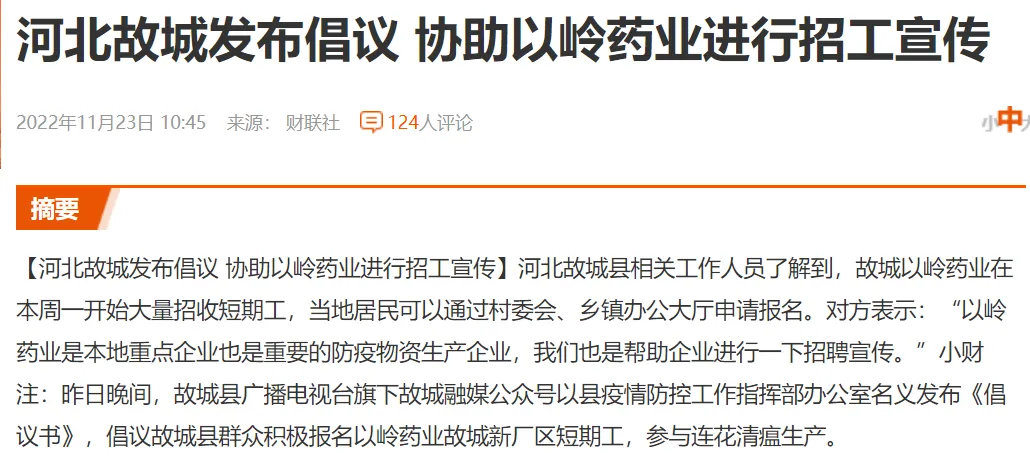 河北故城发布倡议 协助以岭药业进行招工宣传
2022年11月23日 10:45 来源： 财联社 124人评论
小 中 大
摘要
【河北故城发布倡议 协助以岭药业进行招工宣传】河北故城县相关工作人员了解到，故城以岭药业在
本周一开始大量招收短期工，当地居民可以通过村委会、乡镇办公大厅申请报名。对方表示：“以岭
药业是本地重点企业也是重要的防疫物资生产企业，我们也是帮助企业进行一下招聘宣传。”小财
注：昨日晚间，故城县广播电视台旗下故城融媒公众号以县疫情防控工作指挥部办公室名义发布《倡
议书》，倡议故城县群众积极报名以岭药业故城新厂区短期工，参与连花清瘟生产。